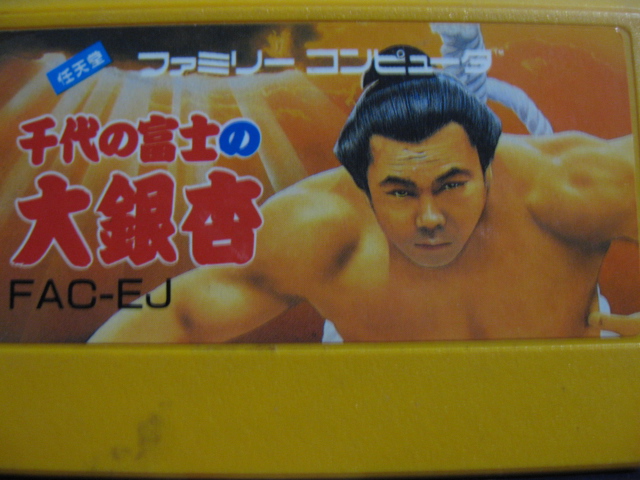 任天堂
ファミリー コンピュータ
千代の富士の
大銀杏
FAC-EJ